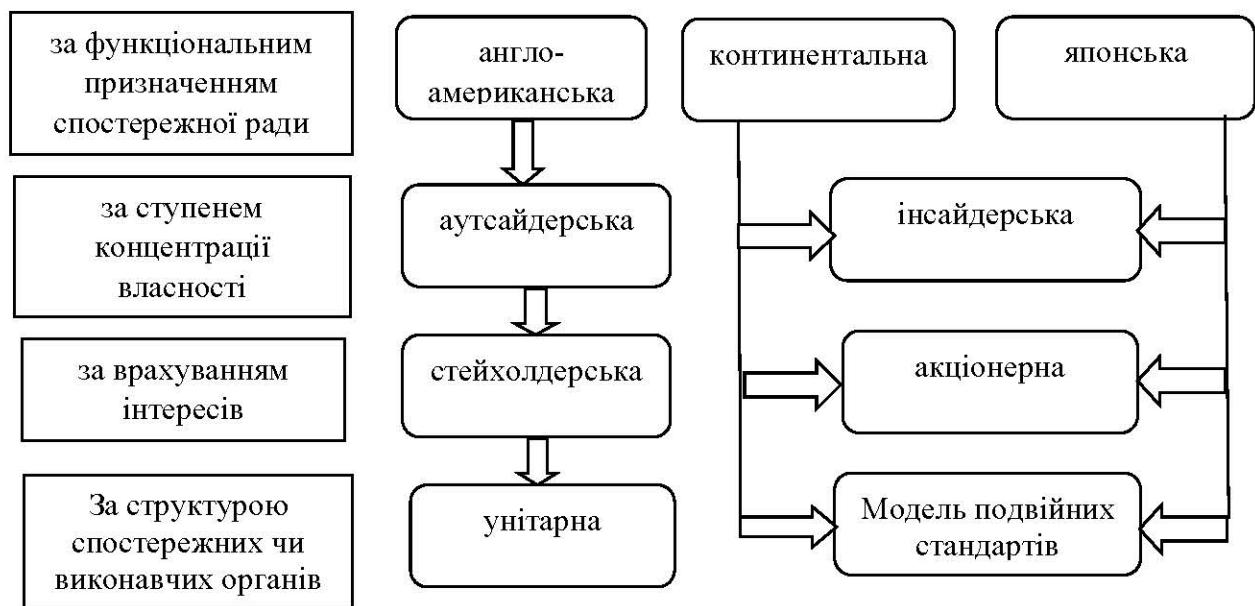 за функціональним
призначенням
спостережної ради
англо-
американська
континентальна
японська
за ступенем
концентрації
власності
аутсайдерська
інсайдерська
за врахуванням
інтересів
стейхолдерська
акціонерна
За структурою
спостережних чи
виконавчих органів
унітарна
Модель подвійних
стандартів